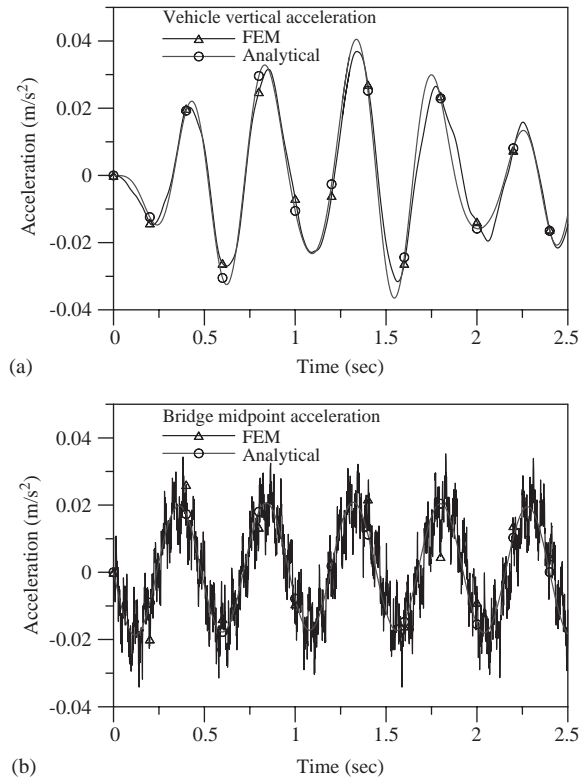 Vehicle vertical acceleration
FEM
Analytical
0.04
0.02
0
-0.02
-0.04
Acceleration (m/s²)
0
0.5
1
1.5
2
2.5
Time (sec)
(a)
Bridge midpoint acceleration
FEM
Analytical
0.04
0.02
0
-0.02
-0.04
Acceleration (m/s²)
0
0.5
1
1.5
2
2.5
Time (sec)
(b)